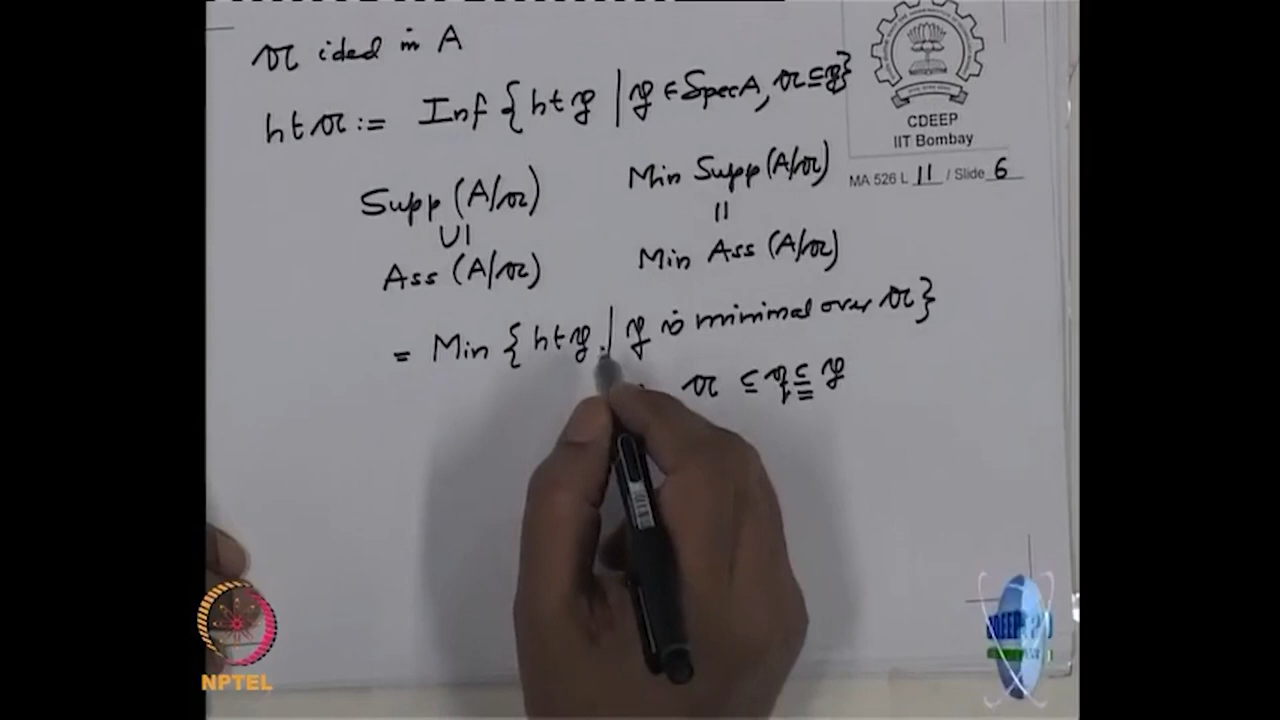 𝔄 ideal in A
ht 𝔄 := Inf { ht 𝔭 | 𝔭 ∈ Spec A, 𝔄 ⊆ 𝔭 }
Supp (A/𝔄) Min Supp (A/𝔄)
∪| ||
Ass (A/𝔄) Min Ass (A/𝔄)
= Min { ht 𝔭 | 𝔭 is minimal over 𝔄 }
𝔄 ⊆ 𝔮 ⊆ 𝔭
CDEEP
IIT Bombay
MA 526 L 11 / Slide 6
NPTEL
CDEEP